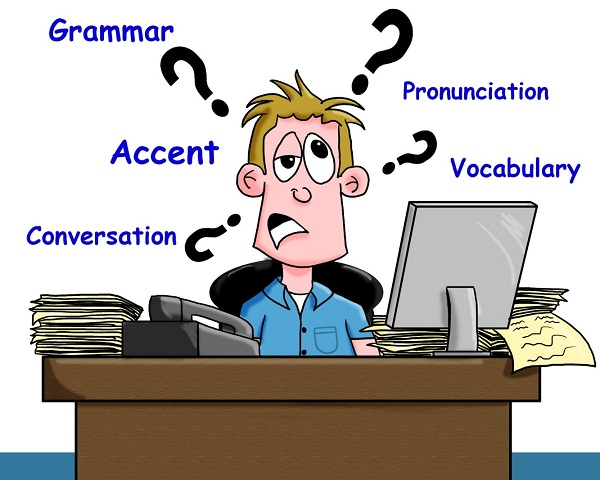 Grammar
Pronunciation
Accent
Vocabulary
Conversation